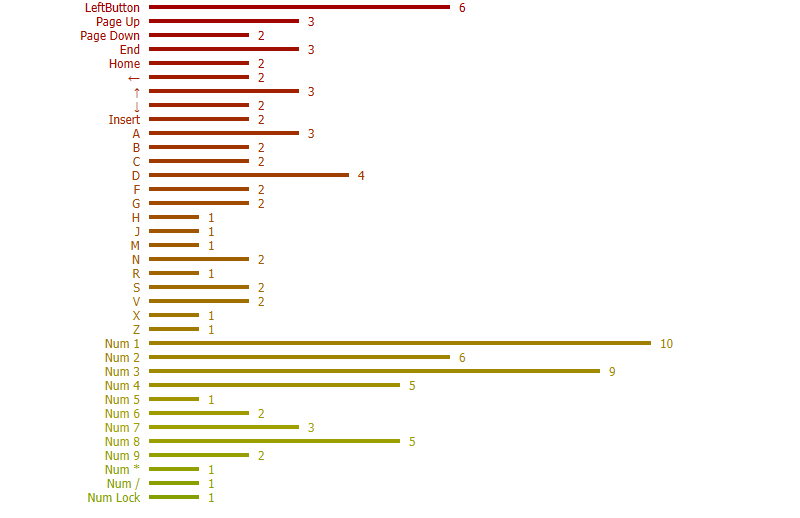 LeftButton 6
Page Up 3
Page Down 2
End 3
Home 2
← 2
↑ 3
↓ 2
Insert 2
A 3
B 2
C 2
D 4
F 2
G 2
H 1
J 1
M 1
N 2
R 1
S 2
V 2
X 1
Z 1
Num 1 10
Num 2 6
Num 3 9
Num 4 5
Num 5 1
Num 6 2
Num 7 3
Num 8 5
Num 9 2
Num * 1
Num / 1
Num Lock 1